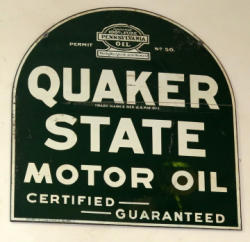 PENNSYLVANIA
PERMIT OIL Nº 50.
QUAKER
STATE
MOTOR OIL
CERTIFIED
GUARANTEED